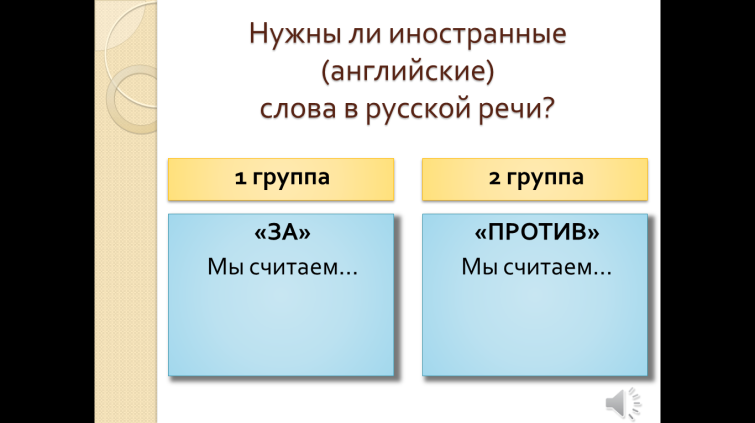 Нужны ли иностранные
(английские)
слова в русской речи?
1 группа
2 группа
«ЗА»
Мы считаем...
«ПРОТИВ»
Мы считаем...